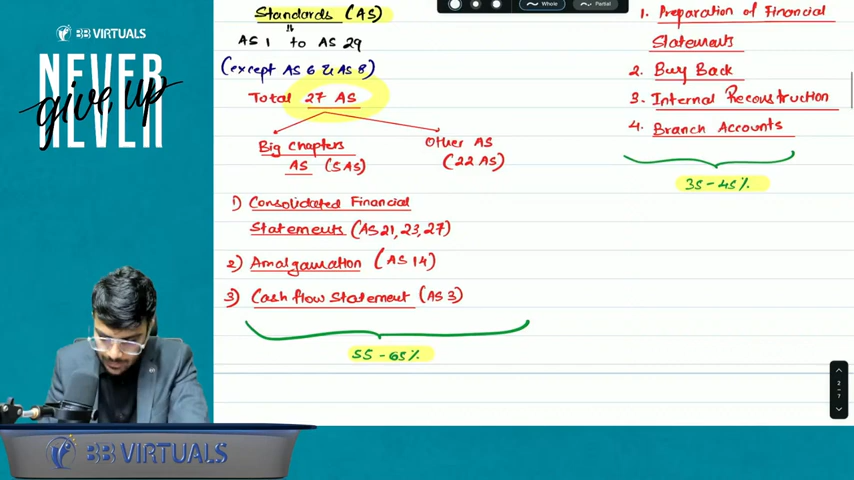 BB VIRTUALS
NEVER
give up
NEVER
Standards (AS)
AS 1 to AS 29
(except AS 6 & AS 8)
Total 27 AS
Big Chapters
AS (5 AS)
Other AS
(22 AS)
1) Consolidated Financial
Statements (AS 21, 23, 27)
2) Amalgamation (AS 14)
3) Cash flow Statement (AS 3)
55-65%
Whole
Partial
1. Preparation of Financial
Statements
2. Buy Back
3. Internal Reconstruction
4. Branch Accounts
35-45%
2
7
BB VIRTUALS